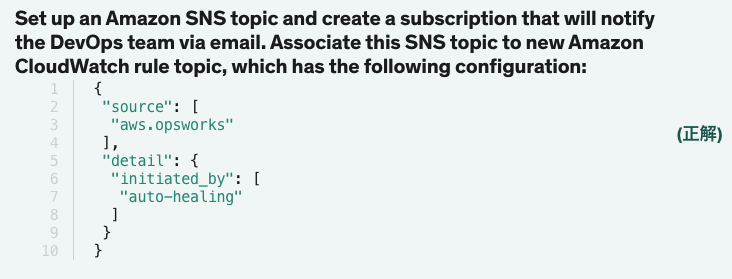 Set up an Amazon SNS topic and create a subscription that will notify
the DevOps team via email. Associate this SNS topic to new Amazon
CloudWatch rule topic, which has the following configuration:
1 {
2 "source": [
3 "aws.opsworks"
(正解)
4 ],
5 "detail": {
6 "initiated_by": [
7 "auto-healing"
8 ]
9 }
10 }